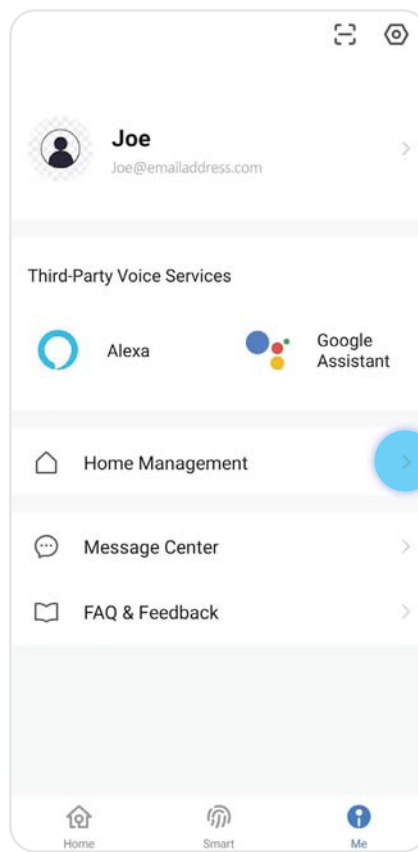 Joe
Joe@emailaddress.com
Third-Party Voice Services
Alexa
Google
Assistant
Home Management
Message Center
FAQ & Feedback
Home
Smart
Me